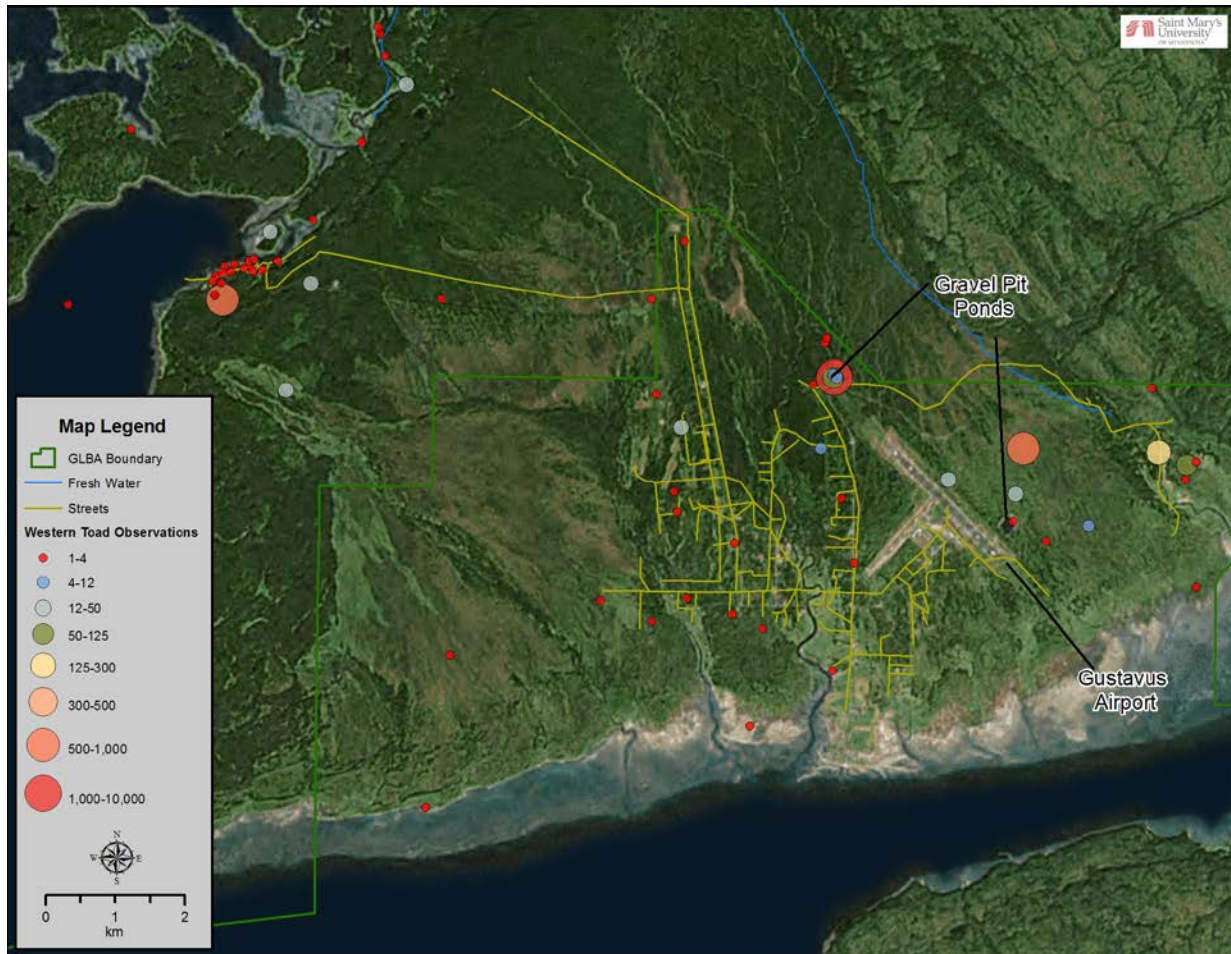 Saint Mary's
University
OF MINNESOTA
Gravel Pit
Ponds
Gustavus
Airport
Map Legend
GLBA Boundary
Fresh Water
Streets
Western Toad Observations
1-4
4-12
12-50
50-125
125-300
300-500
500-1,000
1,000-10,000
N
W E
S
0 1 2
km